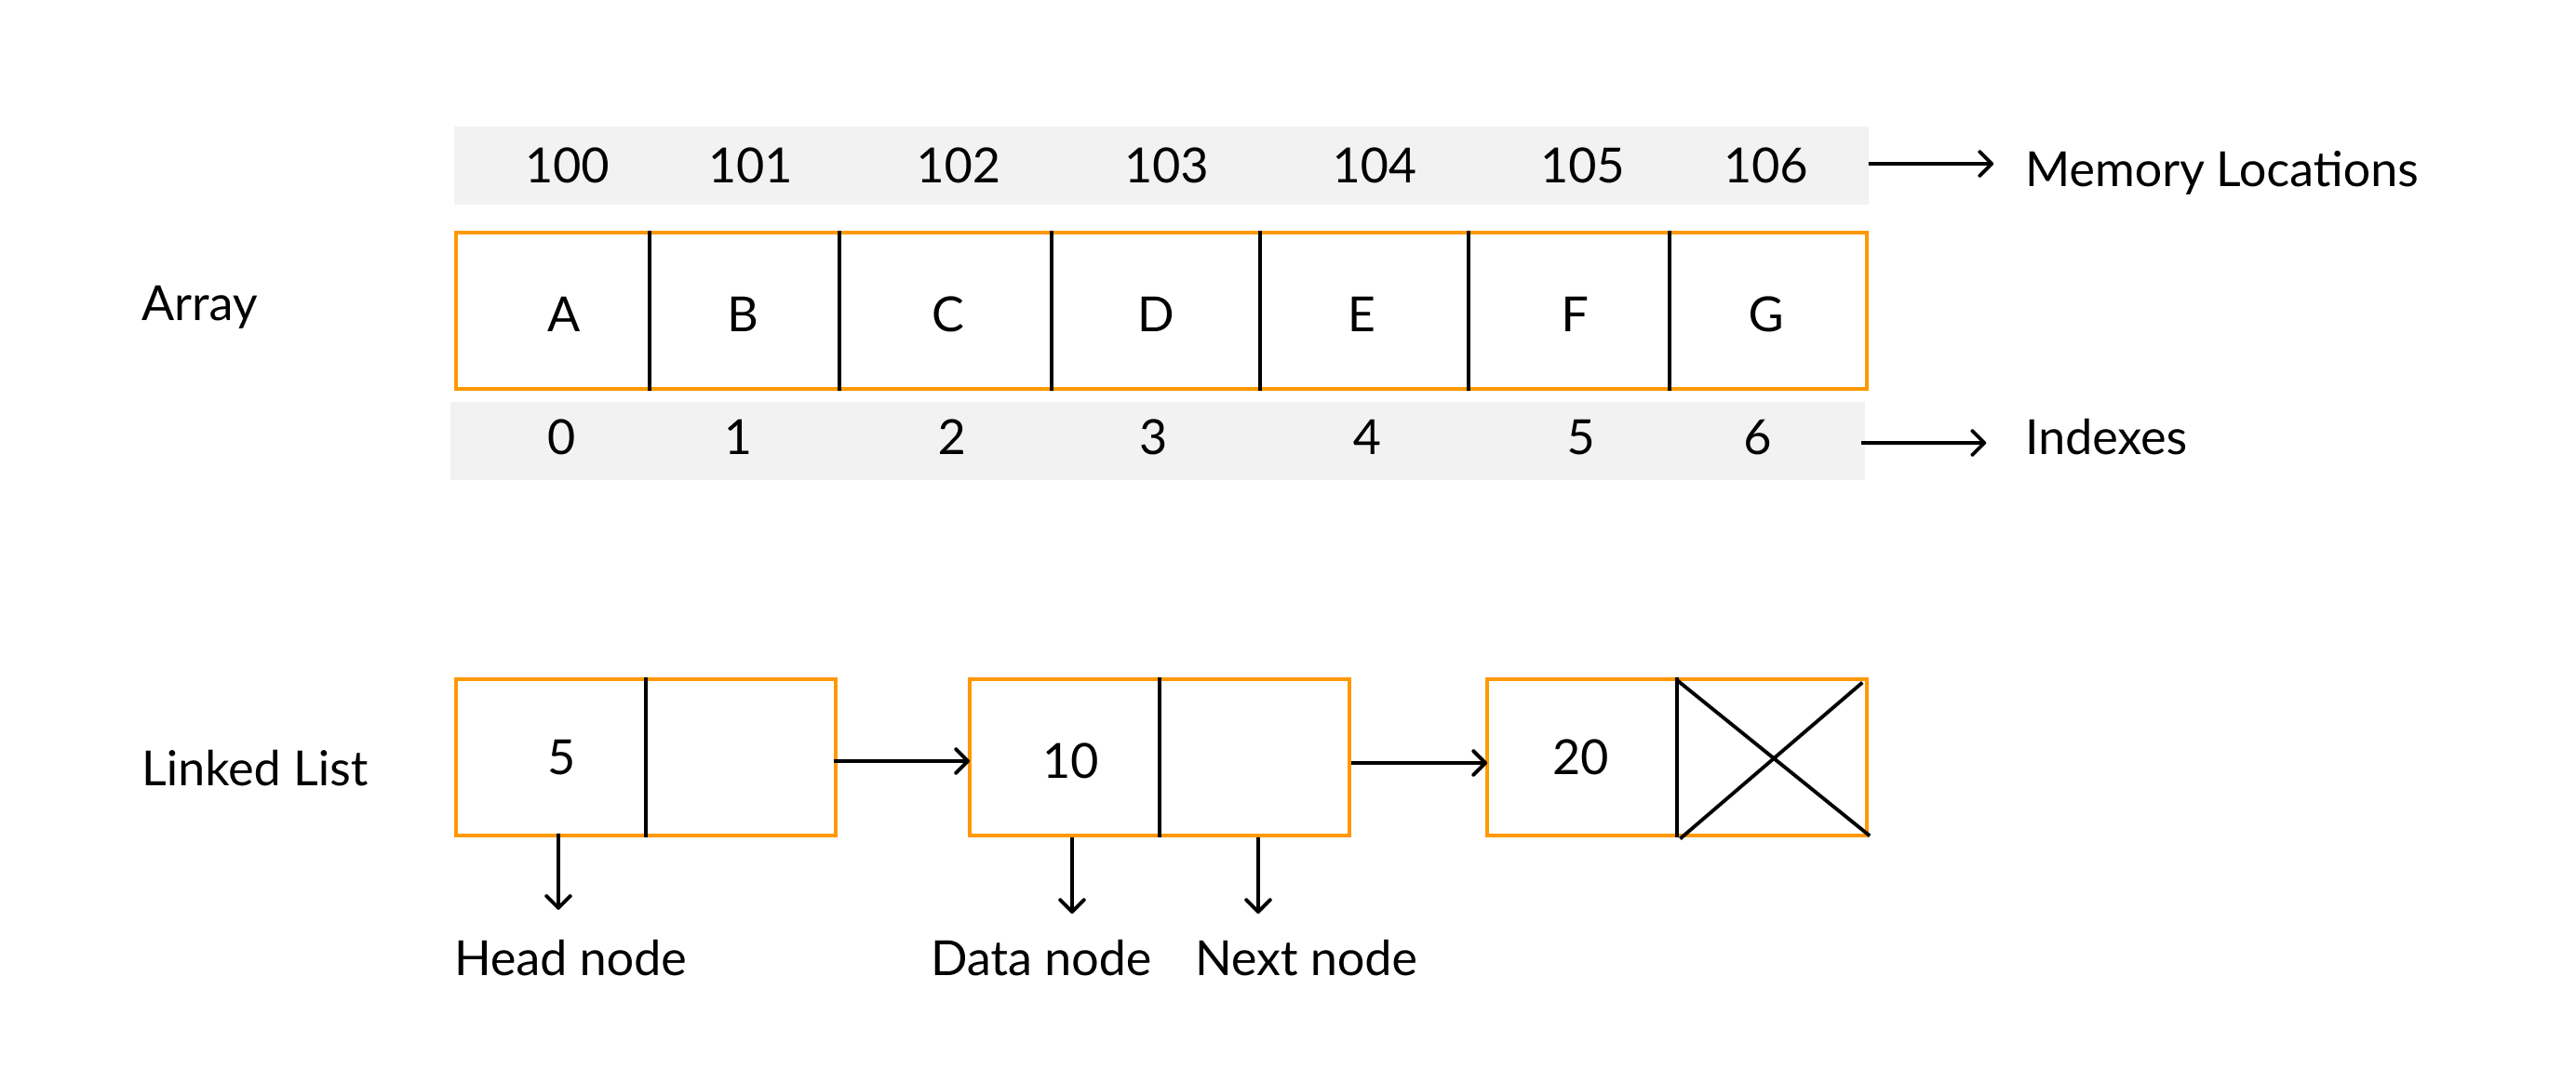 100 101 102 103 104 105 106 Memory Locations
Array A B C D E F G
0 1 2 3 4 5 6 Indexes
Linked List 5 10 20
Head node Data node Next node